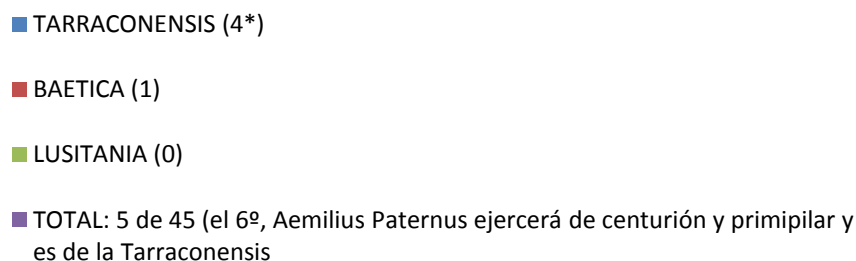 TARRACONENSIS (4*)
BAETICA (1)
LUSITANIA (0)
TOTAL: 5 de 45 (el 6º, Aemilius Paternus ejercerá de centurión y primipilar y
es de la Tarraconensis